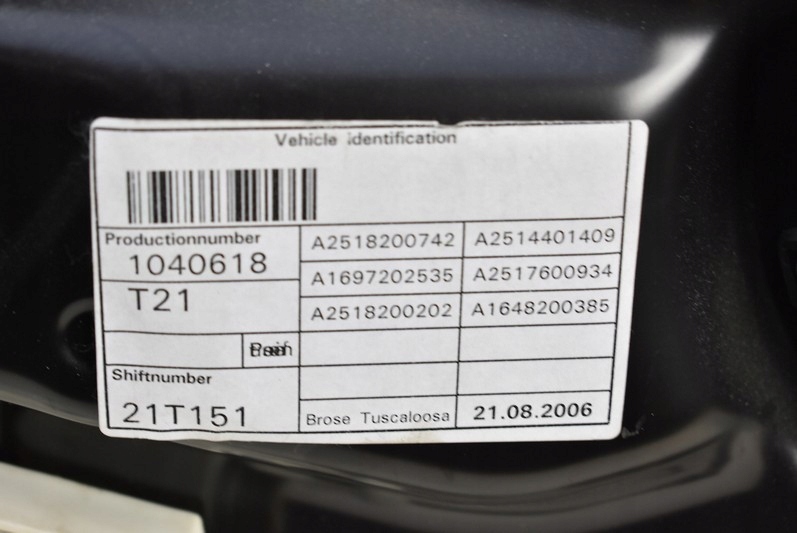 Vehicle identification
Productionnumber
1040618
T21
A2518200742 A2514401409
A1697202535 A2517600934
A2518200202 A1648200385
Shiftnumber
21T151
Brose Tuscaloosa 21.08.2006